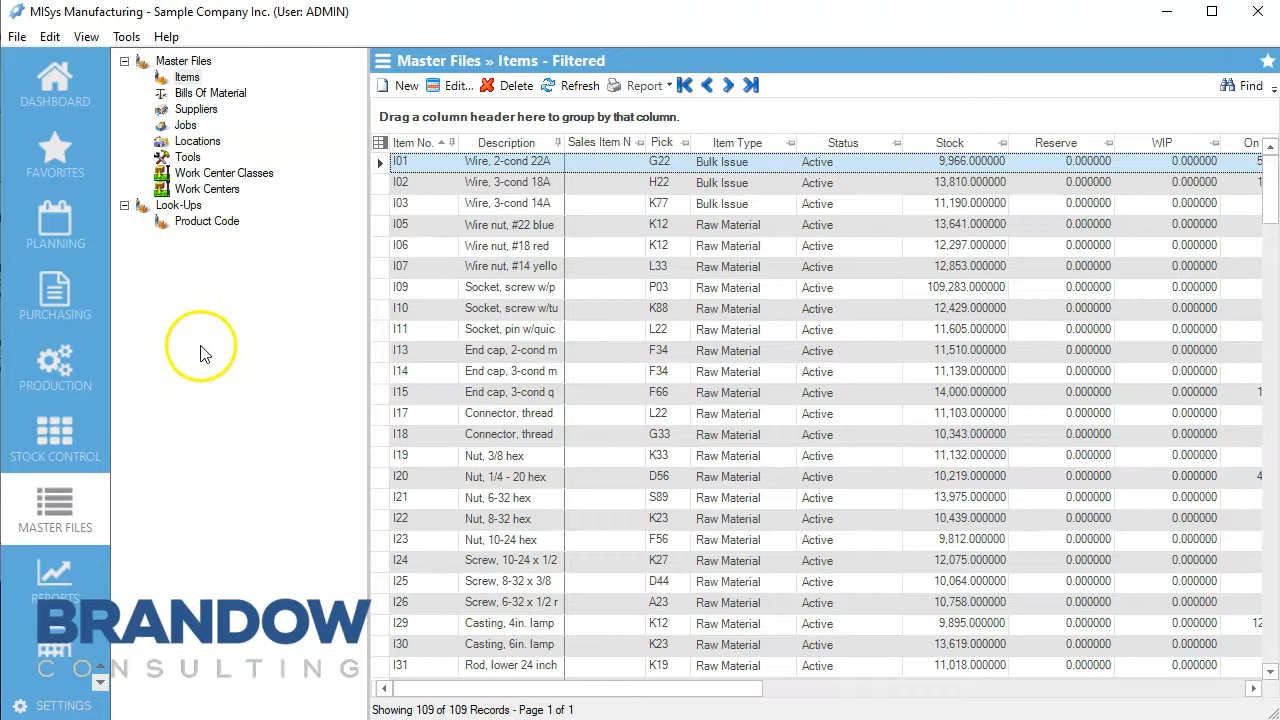 MISys Manufacturing - Sample Company Inc. (User: ADMIN)
File Edit View Tools Help
DASHBOARD
FAVORITES
PLANNING
PURCHASING
PRODUCTION
STOCK CONTROL
MASTER FILES
REPORTS
SETTINGS
BRANDOW
CONSULTING
Master Files
Items
Bills Of Material
Suppliers
Jobs
Locations
Tools
Work Center Classes
Work Centers
Look-Ups
Product Code
Master Files » Items - Filtered
New Edit... Delete Refresh Report Find
Drag a column header here to group by that column.
Item No. Description Sales Item N Pick Item Type Status Stock Reserve WIP On
I01 Wire, 2-cond 22A G22 Bulk Issue Active 9,966.000000 0.000000 0.000000 5
I02 Wire, 3-cond 18A H22 Bulk Issue Active 13,810.000000 0.000000 0.000000 1
I03 Wire, 3-cond 14A K77 Bulk Issue Active 11,190.000000 0.000000 0.000000
I05 Wire nut, #22 blue K12 Raw Material Active 13,641.000000 0.000000 0.000000
I06 Wire nut, #18 red K12 Raw Material Active 12,297.000000 0.000000 0.000000
I07 Wire nut, #14 yello L33 Raw Material Active 12,853.000000 0.000000 0.000000
I09 Socket, screw w/p P03 Raw Material Active 109,283.000000 0.000000 0.000000
I10 Socket, screw w/tu K88 Raw Material Active 12,429.000000 0.000000 0.000000
I11 Socket, pin w/quic L22 Raw Material Active 11,605.000000 0.000000 0.000000
I13 End cap, 2-cond m F34 Raw Material Active 11,510.000000 0.000000 0.000000
I14 End cap, 3-cond m F34 Raw Material Active 11,139.000000 0.000000 0.000000
I15 End cap, 3-cond q F66 Raw Material Active 14,000.000000 0.000000 0.000000 1
I17 Connector, thread L22 Raw Material Active 11,103.000000 0.000000 0.000000
I18 Connector, thread G33 Raw Material Active 10,343.000000 0.000000 0.000000
I19 Nut, 3/8 hex K33 Raw Material Active 11,132.000000 0.000000 0.000000
I20 Nut, 1/4 - 20 hex D56 Raw Material Active 10,219.000000 0.000000 0.000000 4
I21 Nut, 6-32 hex S89 Raw Material Active 13,975.000000 0.000000 0.000000
I22 Nut, 8-32 hex K23 Raw Material Active 10,439.000000 0.000000 0.000000
I23 Nut, 10-24 hex F56 Raw Material Active 9,812.000000 0.000000 0.000000
I24 Screw, 10-24 x 1/2 K27 Raw Material Active 12,075.000000 0.000000 0.000000
I25 Screw, 8-32 x 3/8 D44 Raw Material Active 10,064.000000 0.000000 0.000000
I26 Screw, 6-32 x 1/2 r A23 Raw Material Active 10,758.000000 0.000000 0.000000
I29 Casting, 4in. lamp K12 Raw Material Active 9,895.000000 0.000000 0.000000 12
I30 Casting, 6in. lamp K23 Raw Material Active 13,619.000000 0.000000 0.000000
I31 Rod, lower 24 inch K19 Raw Material Active 11,018.000000 0.000000 0.000000
Showing 109 of 109 Records - Page 1 of 1